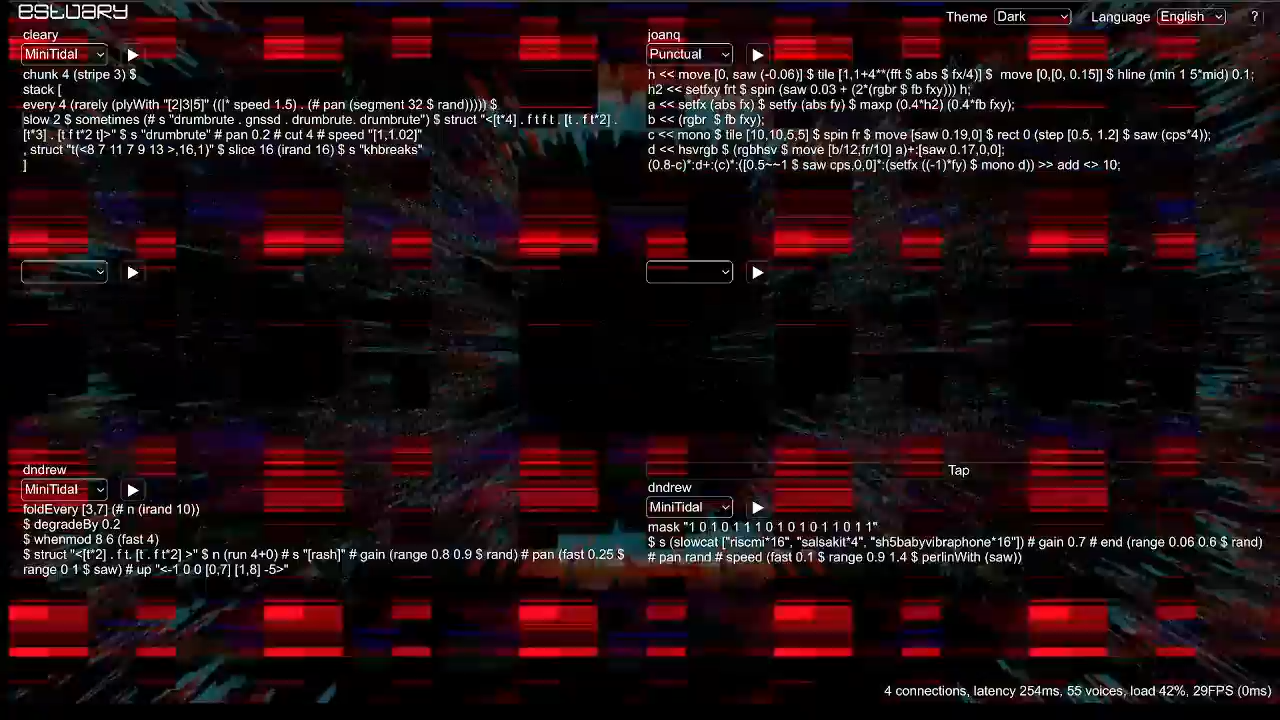 estuary
Theme Dark Language English ?
cleary
MiniTidal
chunk 4 (stripe 3) $
stack [
every 4 (rarely (plyWith "[2|3|5]" ((|* speed 1.5) . (# pan (segment 32 $ rand)))) $
slow 2 $ sometimes (# s "drumbrute . gnssd . drumbrute. drumbrute") $ struct "<[t*4] . f t f t . [t . f t*2] .
[t*3] . [t f t*2 t]>" $ s "drumbrute" # pan 0.2 # cut 4 # speed "[1,1.02]"
, struct "t(<8 7 11 7 9 13 >,16,1)" $ slice 16 (irand 16) $ s "khbreaks"
]
joanq
Punctual
h << move [0, saw (-0.06)] $ tile [1,1+4**(fft $ abs $ fx/4)] $ move [0,[0, 0.15]] $ hline (min 1 5*mid) 0.1;
h2 << setfxy frt $ spin (saw 0.03 + (2*(rgbr $ fb fxy))) h;
a << setfx (abs fx) $ setfy (abs fy) $ maxp (0.4*h2) (0.4*fb fxy);
b << (rgbr $ fb fxy);
c << mono $ tile [10,10,5,5] $ spin fr $ move [saw 0.19,0] $ rect 0 (step [0.5, 1.2] $ saw (cps*4));
d << hsvrgb $ (rgbhsv $ move [b/12,fr/10] a)+:[saw 0.17,0,0];
(0.8-c)*:d+:(c)*:([0.5~~1 $ saw cps,0,0]*:(setfx ((-1)*fy) $ mono d)) >> add <> 10;
dndrew
MiniTidal
foldEvery [3,7] (# n (irand 10))
$ degradeBy 0.2
$ whenmod 8 6 (fast 4)
$ struct "<[t*2] . f t. [t . f t*2] >" $ n (run 4+0) # s "[rash]" # gain (range 0.8 0.9 $ rand) # pan (fast 0.25 $
range 0 1 $ saw) # up "<-1 0 0 [0,7] [1,8] -5>"
Tap
dndrew
MiniTidal
mask "1 0 1 0 1 1 1 0 1 0 1 0 1 1 0 1 1"
$ s (slowcat ["riscmi*16", "salsakit*4", "sh5babyvibraphone*16"]) # gain 0.7 # end (range 0.06 0.6 $ rand)
# pan rand # speed (fast 0.1 $ range 0.9 1.4 $ perlinWith (saw))
4 connections, latency 254ms, 55 voices, load 42%, 29FPS (0ms)